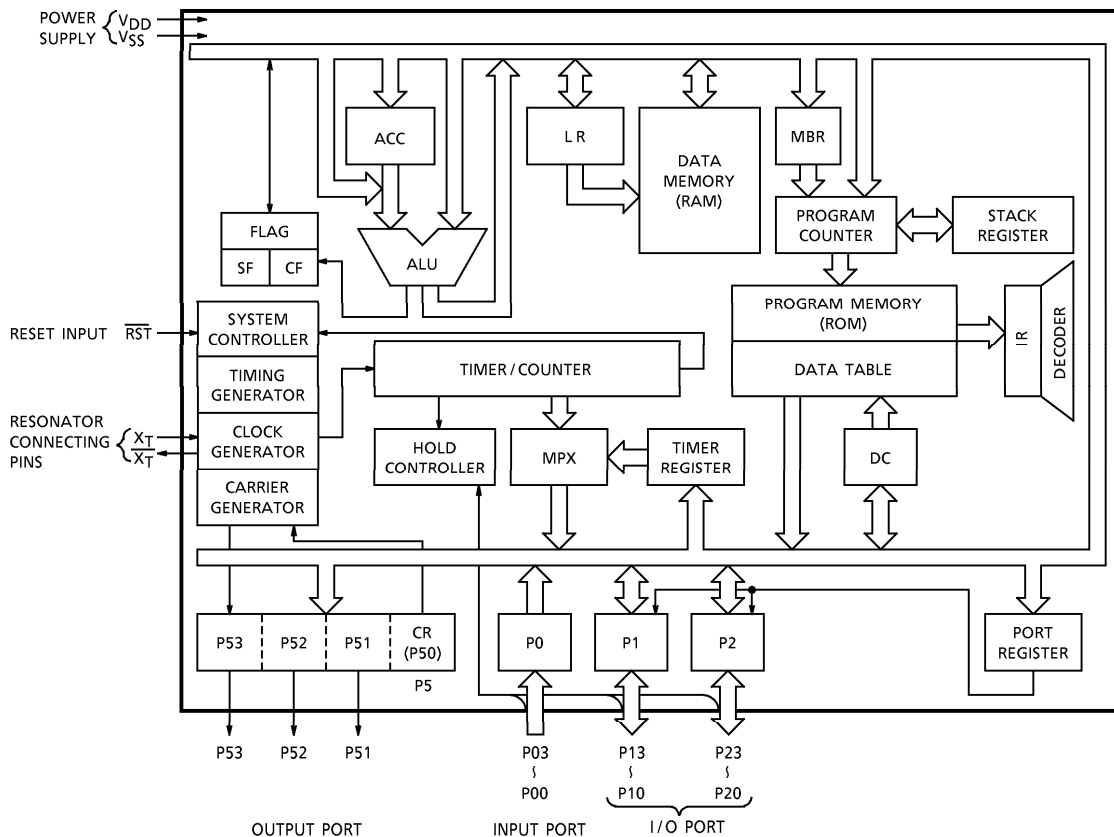 POWER
SUPPLY
VDD
VSS
ACC
L R
DATA
MEMORY
(RAM)
MBR
FLAG
SF
CF
ALU
PROGRAM
COUNTER
STACK
REGISTER
RESET INPUT
RST
SYSTEM
CONTROLLER
TIMING
GENERATOR
CLOCK
GENERATOR
CARRIER
GENERATOR
TIMER/COUNTER
PROGRAM MEMORY
(ROM)
DATA TABLE
IR
DECODER
RESONATOR
CONNECTING
PINS
XT
XT
HOLD
CONTROLLER
MPX
TIMER
REGISTER
DC
P53
P52
P51
CR
(P50)
P5
P0
P1
P2
PORT
REGISTER
P53
P52
P51
P03
~
P00
P13
~
P10
P23
~
P20
OUTPUT PORT
INPUT PORT
I/O PORT